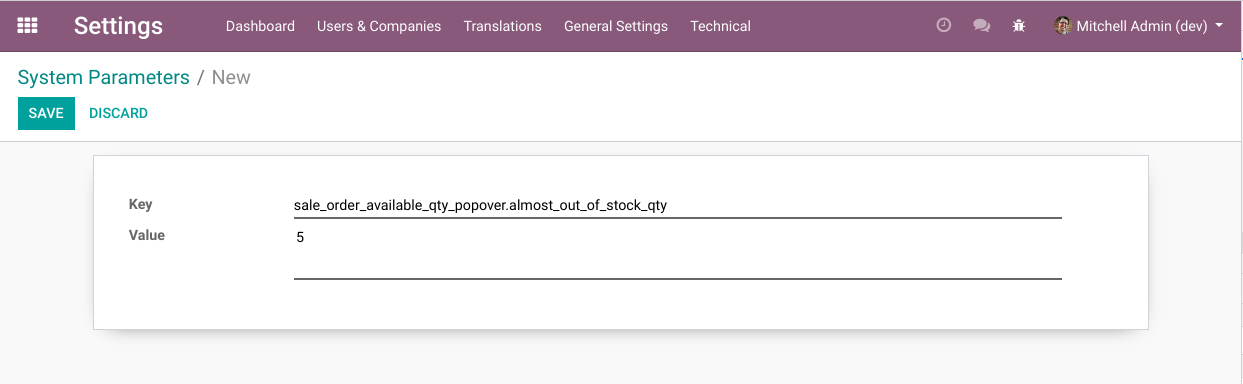 Settings Dashboard Users & Companies Translations General Settings Technical Mitchell Admin (dev)
System Parameters / New
SAVE DISCARD
Key sale_order_available_qty_popover.almost_out_of_stock_qty
Value 5